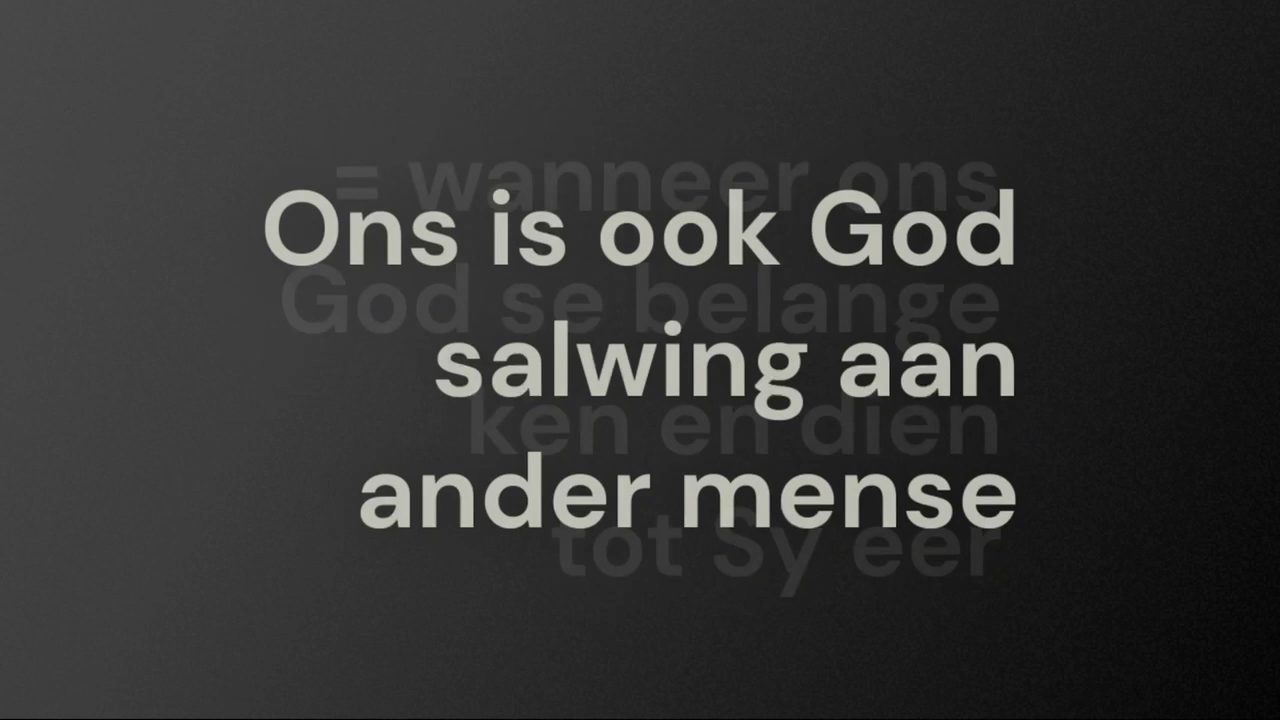 = wanneer ons
Ons is ook God
God se belange
salwing aan
ken en dien
ander mense
tot Sy eer